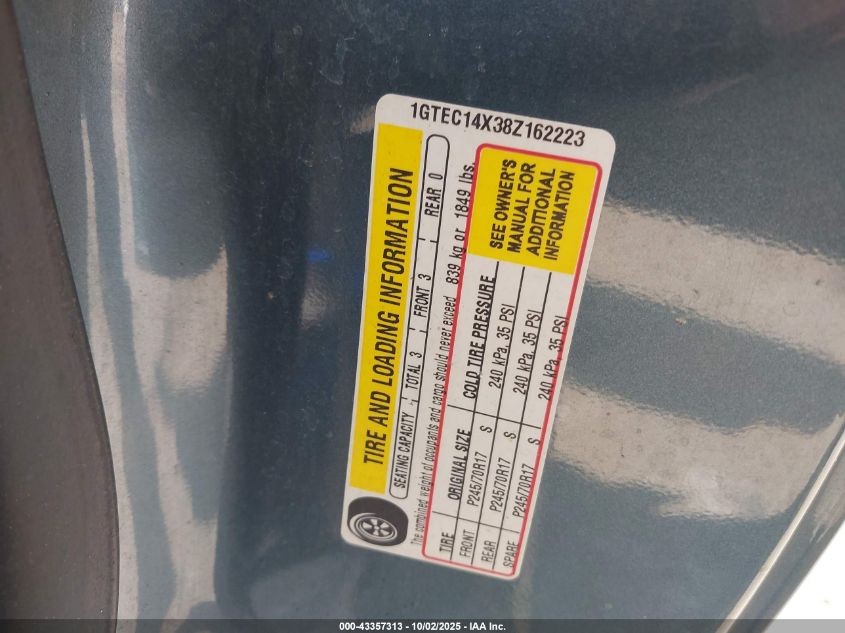 1GTEC14X38Z162223
TIRE AND LOADING INFORMATION
SEATING CAPACITY TOTAL 3 FRONT 3 REAR 0
The combined weight of occupants and cargo should never exceed 839 kg or 1849 lbs.
TIRE ORIGINAL SIZE COLD TIRE PRESSURE
FRONT P245/70R17 S 240 kPa, 35 PSI
REAR P245/70R17 S 240 kPa, 35 PSI
SPARE P245/70R17 S 240 kPa, 35 PSI
SEE OWNER'S
MANUAL FOR
ADDITIONAL
INFORMATION
000-43357313 | 10/02/2025 - IAA Inc.